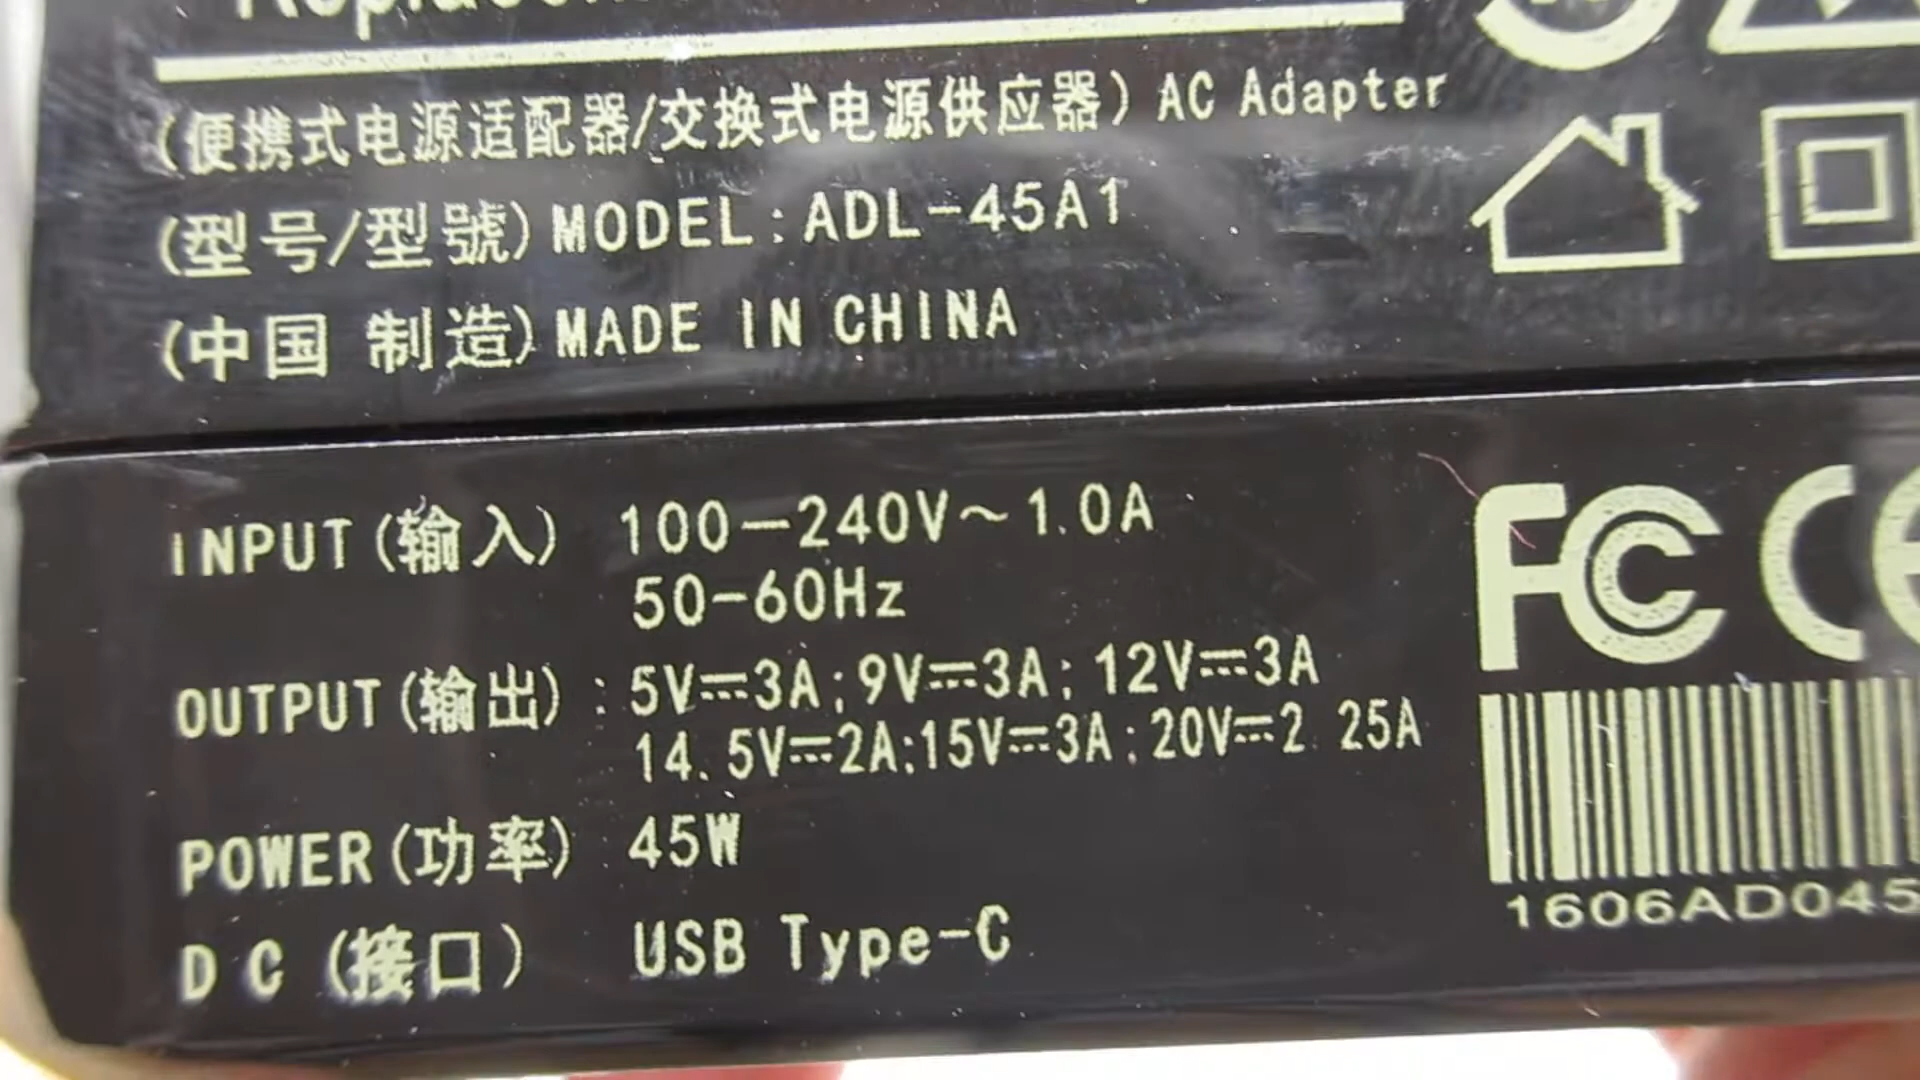 (便携式电源适配器/交换式电源供应器) AC Adapter
(型号/型號) MODEL: ADL-45A1
(中国 制造) MADE IN CHINA
INPUT(输入) 100-240V~1.0A
50-60Hz
OUTPUT(输出): 5V⎓3A; 9V⎓3A; 12V⎓3A
14.5V⎓2A; 15V⎓3A; 20V⎓2 25A
POWER(功率): 45W
DC (接口) USB Type-C
FC CE
1606AD045